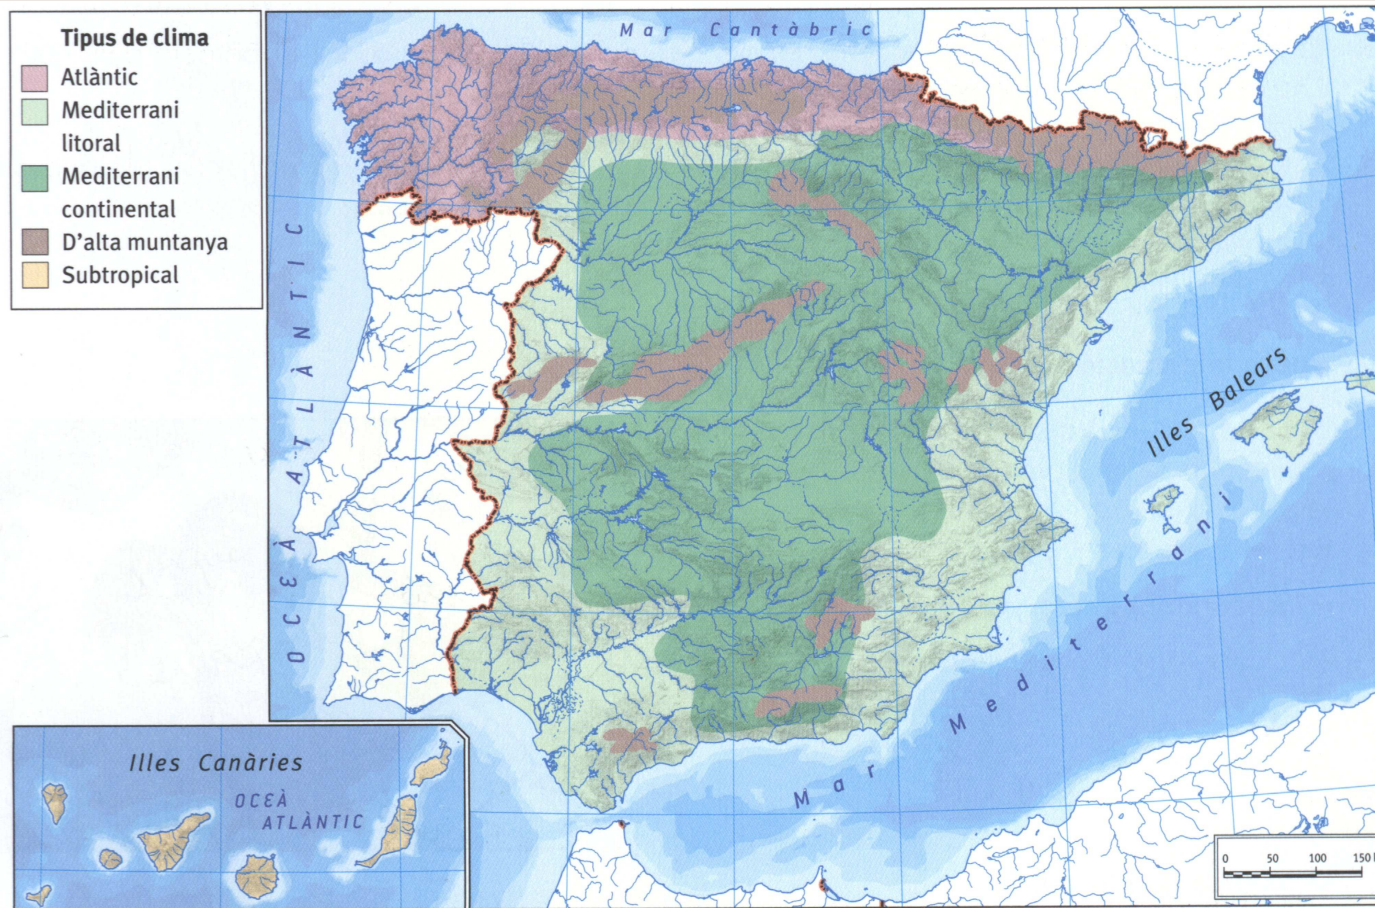 Tipus de clima
Atlàntic
Mediterrani
litoral
Mediterrani
continental
D'alta muntanya
Subtropical
Mar Cantàbric
OCEÀ ATLÀNTIC
Illes Balears
Mar Mediterrani
Illes Canàries
OCEÀ
ATLÀNTIC
0 50 100 150